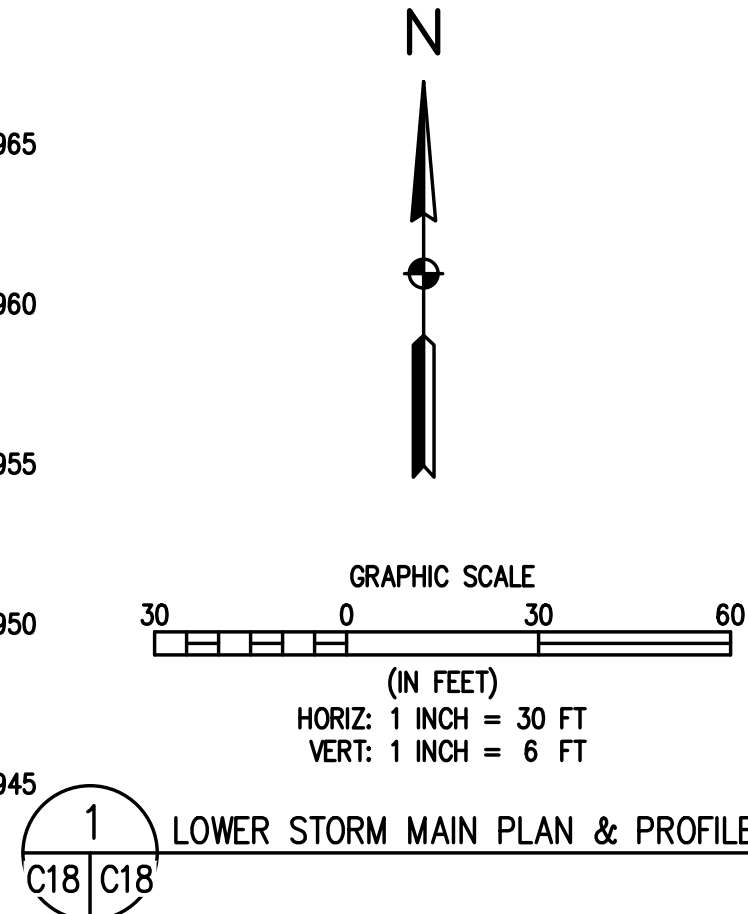 N
965
960
955
950
945
GRAPHIC SCALE
30 0 30 60
(IN FEET)
HORIZ: 1 INCH = 30 FT
VERT: 1 INCH = 6 FT
1
C18 C18
LOWER STORM MAIN PLAN & PROFILE